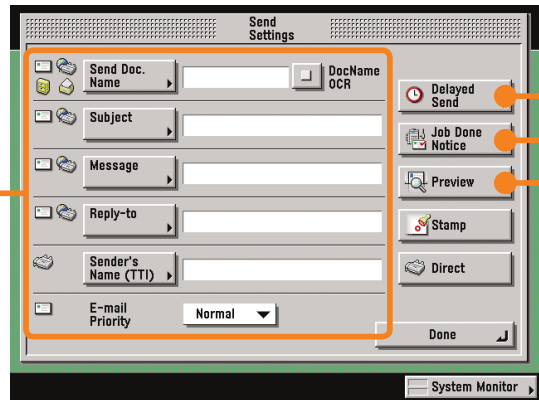 Send
Settings
Send Doc.
Name
DocName
OCR
Delayed
Send
Subject
Job Done
Notice
Message
Preview
Reply-to
Stamp
Sender's
Name (TTI)
Direct
E-mail
Priority
Normal
Done
System Monitor